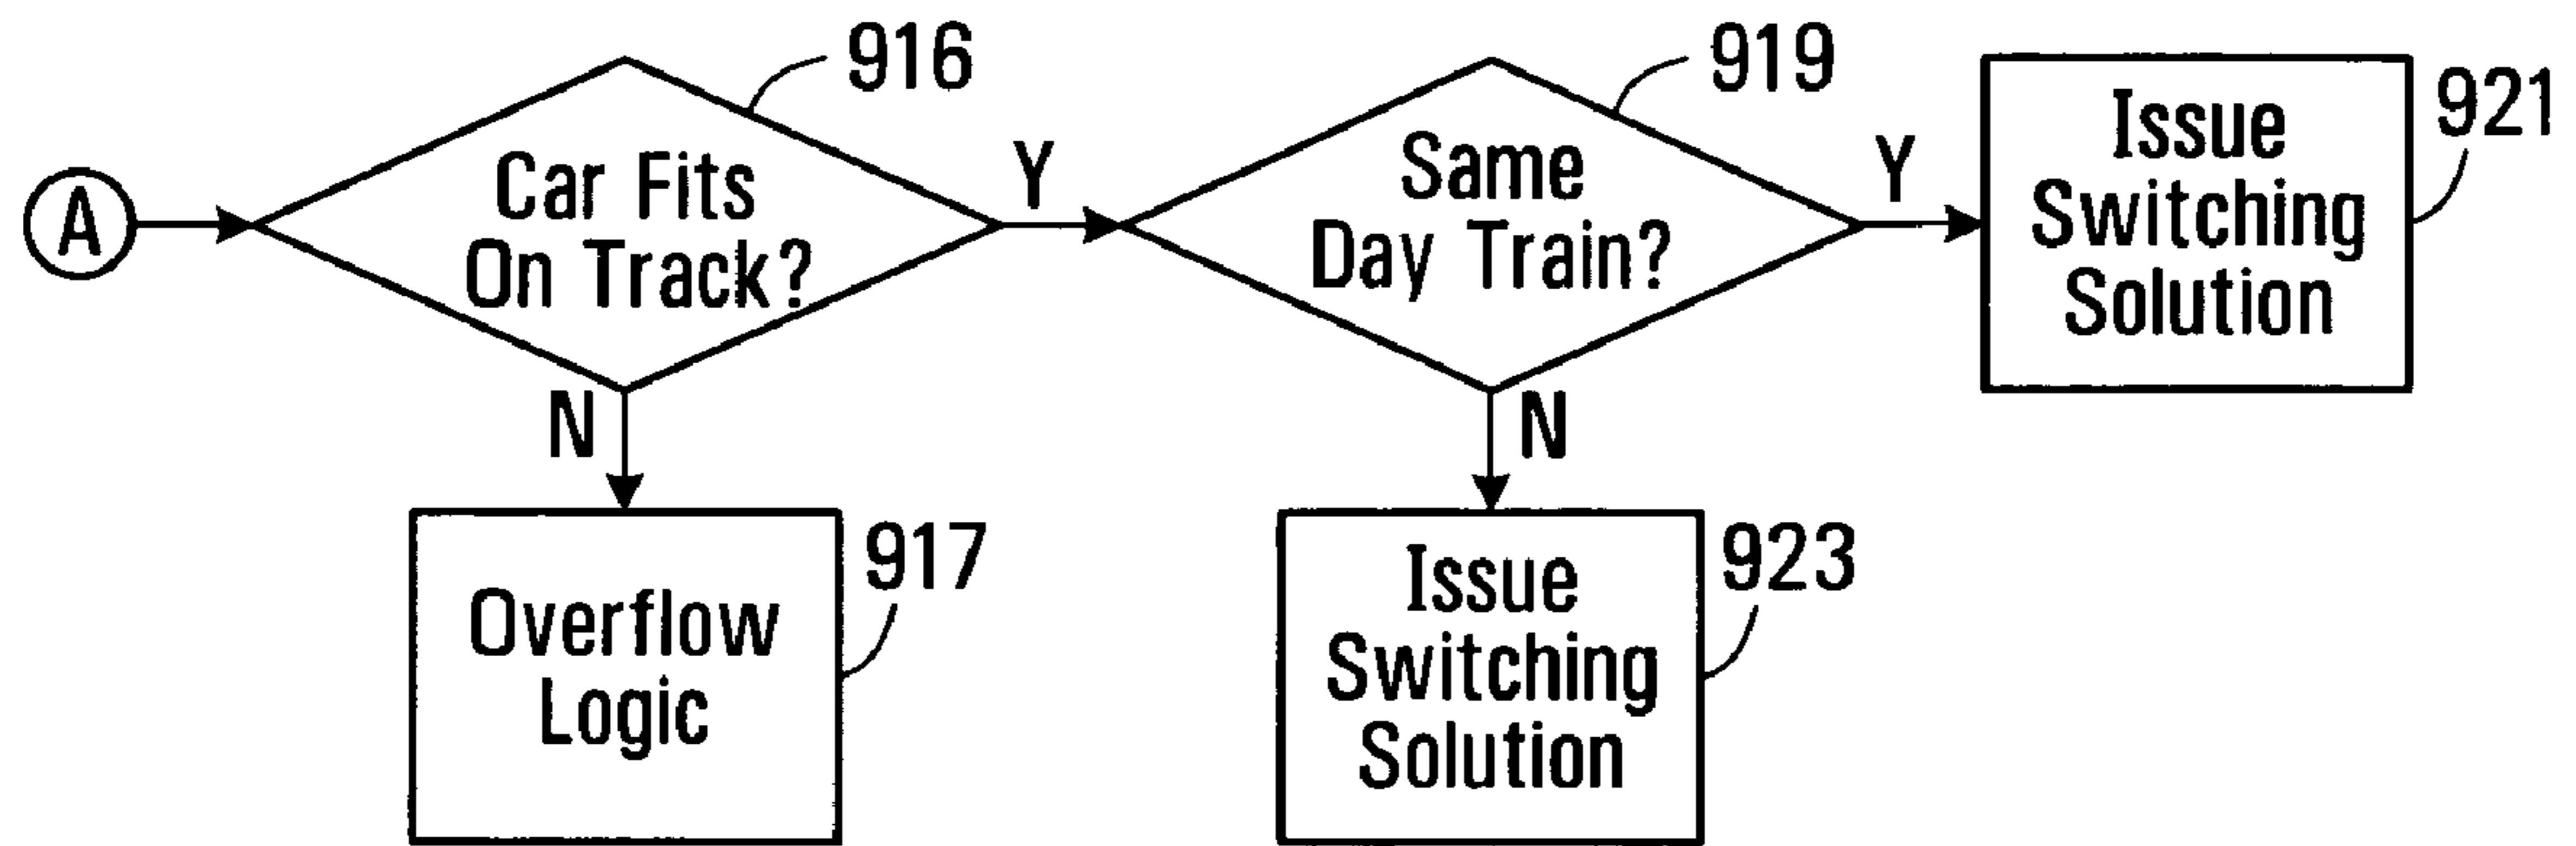 A
Car Fits
On Track?
916
Y
N
Overflow
Logic
917
Same
Day Train?
919
Y
N
Issue
Switching
Solution
923
Issue
Switching
Solution
921